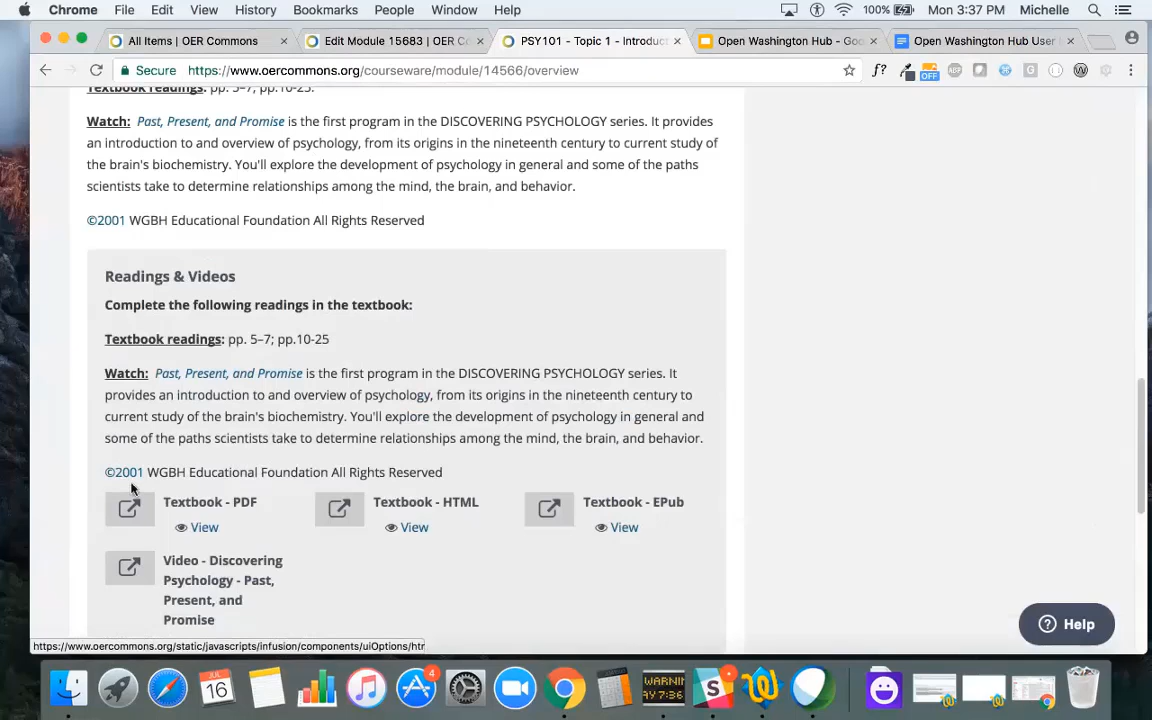 Chrome File Edit View History Bookmarks People Window Help 100% Mon 3:37 PM Michelle
All Items | OER Commons × Edit Module 15683 | OER Co × PSY101 - Topic 1 - Introduct × Open Washington Hub - Goo × Open Washington Hub User ×
Secure https://www.oercommons.org/courseware/module/14566/overview f? OFF
Textbook readings: pp. 5–7; pp.10-25.
Watch: Past, Present, and Promise is the first program in the DISCOVERING PSYCHOLOGY series. It provides
an introduction to and overview of psychology, from its origins in the nineteenth century to current study of
the brain's biochemistry. You'll explore the development of psychology in general and some of the paths
scientists take to determine relationships among the mind, the brain, and behavior.
©2001 WGBH Educational Foundation All Rights Reserved
Readings & Videos
Complete the following readings in the textbook:
Textbook readings: pp. 5–7; pp.10-25
Watch: Past, Present, and Promise is the first program in the DISCOVERING PSYCHOLOGY series. It
provides an introduction to and overview of psychology, from its origins in the nineteenth century to
current study of the brain's biochemistry. You'll explore the development of psychology in general and
some of the paths scientists take to determine relationships among the mind, the brain, and behavior.
©2001 WGBH Educational Foundation All Rights Reserved
Textbook - PDF Textbook - HTML Textbook - EPub
View View View
Video - Discovering
Psychology - Past,
Present, and
Promise
Help
https://www.oercommons.org/static/javascripts/infusion/components/uiOptions/htr
JUL
16
4
WARNIN
AY 7:36